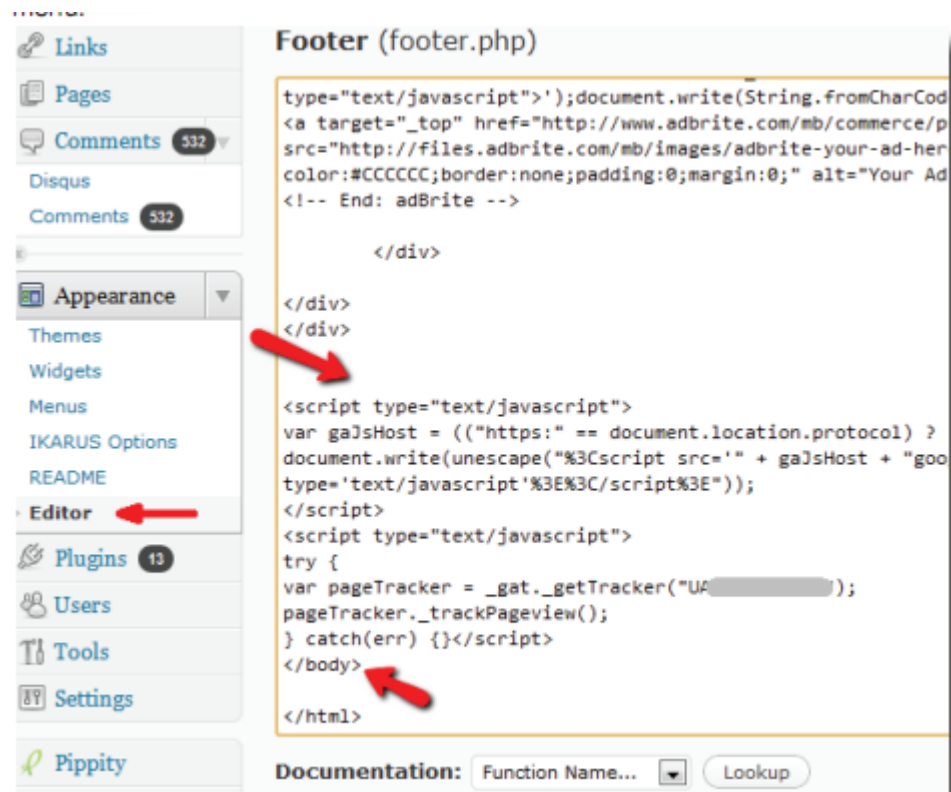 Links
Pages
Comments 532
Disqus
Comments 532
Appearance
Themes
Widgets
Menus
IKARUS Options
README
Editor
Plugins 13
Users
Tools
Settings
Pippity
Footer (footer.php)
type="text/javascript">');document.write(String.fromCharCod
<a target="_top" href="http://www.adbrite.com/mb/commerce/p
src="http://files.adbrite.com/mb/images/adbrite-your-ad-her
color:#CCCCCC;border:none;padding:0;margin:0;" alt="Your Ad
<!-- End: adBrite -->
</div>
</div>
</div>
<script type="text/javascript">
var gaJsHost = (("https:" == document.location.protocol) ?
document.write(unescape("%3Cscript src='" + gaJsHost + "goo
type='text/javascript'%3E%3C/script%3E"));
</script>
<script type="text/javascript">
try {
var pageTracker = _gat._getTracker("UA ");
pageTracker._trackPageview();
} catch(err) {}</script>
</body>
</html>
Documentation: Function Name... Lookup